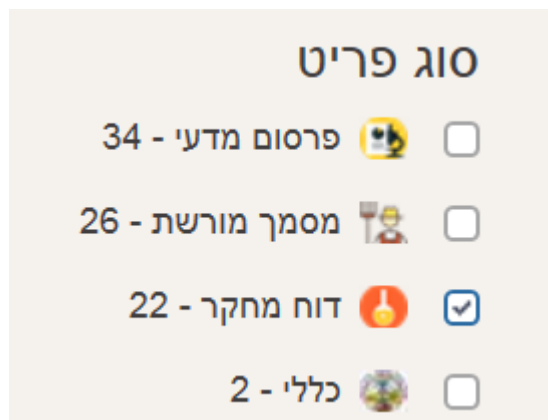 סוג פריט
פרסום מדעי - 34
מסמך מורשת - 26
דוח מחקר - 22
כללי - 2